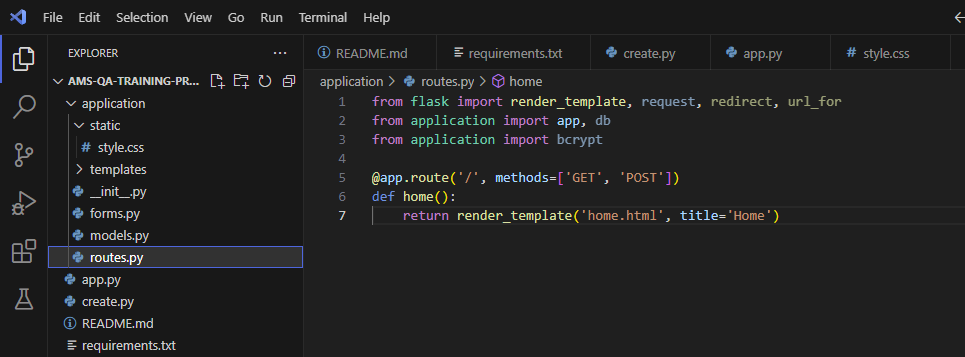 File Edit Selection View Go Run Terminal Help
EXPLORER
AMS-QA-TRAINING-PR...
application
static
# style.css
templates
__init__.py
forms.py
models.py
routes.py
app.py
create.py
README.md
requirements.txt
README.md requirements.txt create.py app.py # style.css
application > routes.py > home
1 from flask import render_template, request, redirect, url_for
2 from application import app, db
3 from application import bcrypt
4
5 @app.route('/', methods=['GET', 'POST'])
6 def home():
7 return render_template('home.html', title='Home')